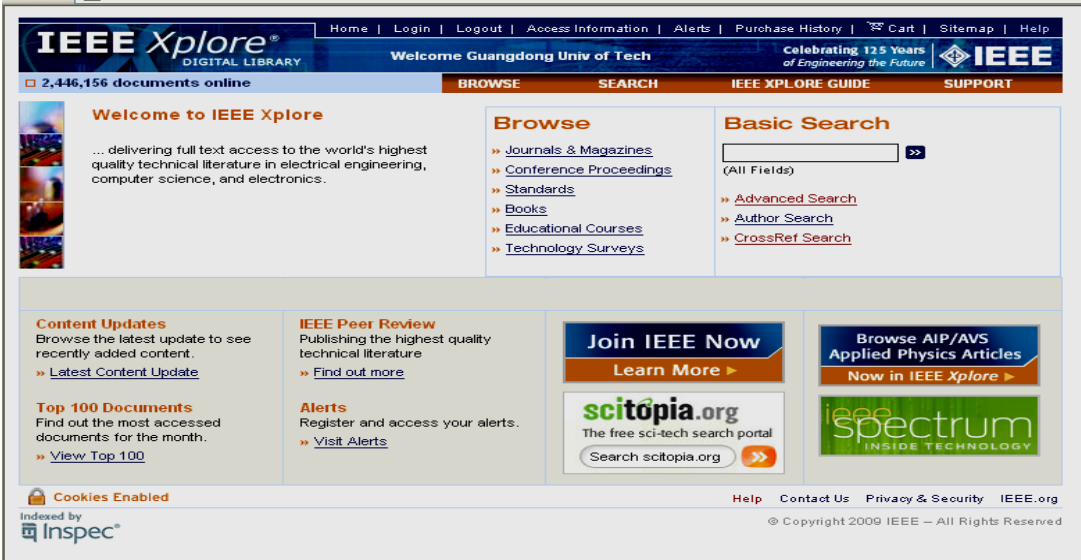 IEEE Xplore®
DIGITAL LIBRARY
Home | Login | Logout | Access Information | Alerts | Purchase History | Cart | Sitemap | Help
Welcome Guangdong Univ of Tech
Celebrating 125 Years
of Engineering the Future
IEEE
2,446,156 documents online
BROWSE SEARCH IEEE XPLORE GUIDE SUPPORT
Welcome to IEEE Xplore
... delivering full text access to the world's highest
quality technical literature in electrical engineering,
computer science, and electronics.
Browse
» Journals & Magazines
» Conference Proceedings
» Standards
» Books
» Educational Courses
» Technology Surveys
Basic Search
»
(All Fields)
» Advanced Search
» Author Search
» CrossRef Search
Content Updates
Browse the latest update to see
recently added content.
» Latest Content Update
Top 100 Documents
Find out the most accessed
documents for the month.
» View Top 100
IEEE Peer Review
Publishing the highest quality
technical literature
» Find out more
Alerts
Register and access your alerts.
» Visit Alerts
Join IEEE Now
Learn More
scitopia.org
The free sci-tech search portal
Search scitopia.org »
Browse AIP/AVS
Applied Physics Articles
Now in IEEE Xplore
ieee
spectrum
INSIDE TECHNOLOGY
Cookies Enabled
Help Contact Us Privacy & Security IEEE.org
Indexed by
Inspec®
© Copyright 2009 IEEE – All Rights Reserved